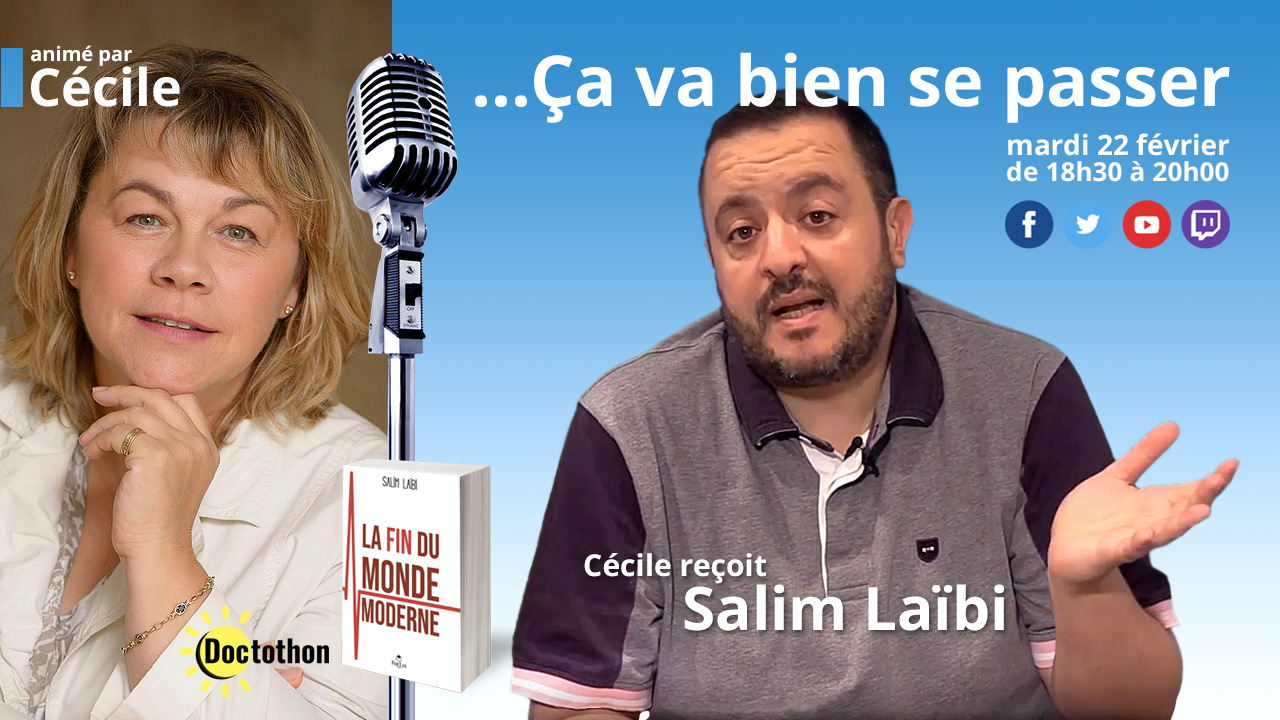 animé par
Cécile
...Ça va bien se passer
mardi 22 février
de 18h30 à 20h00
OFF
SALIM LAÏBI
LA FIN DU
MONDE
MODERNE
Cécile reçoit
Salim Laïbi
Doctothon